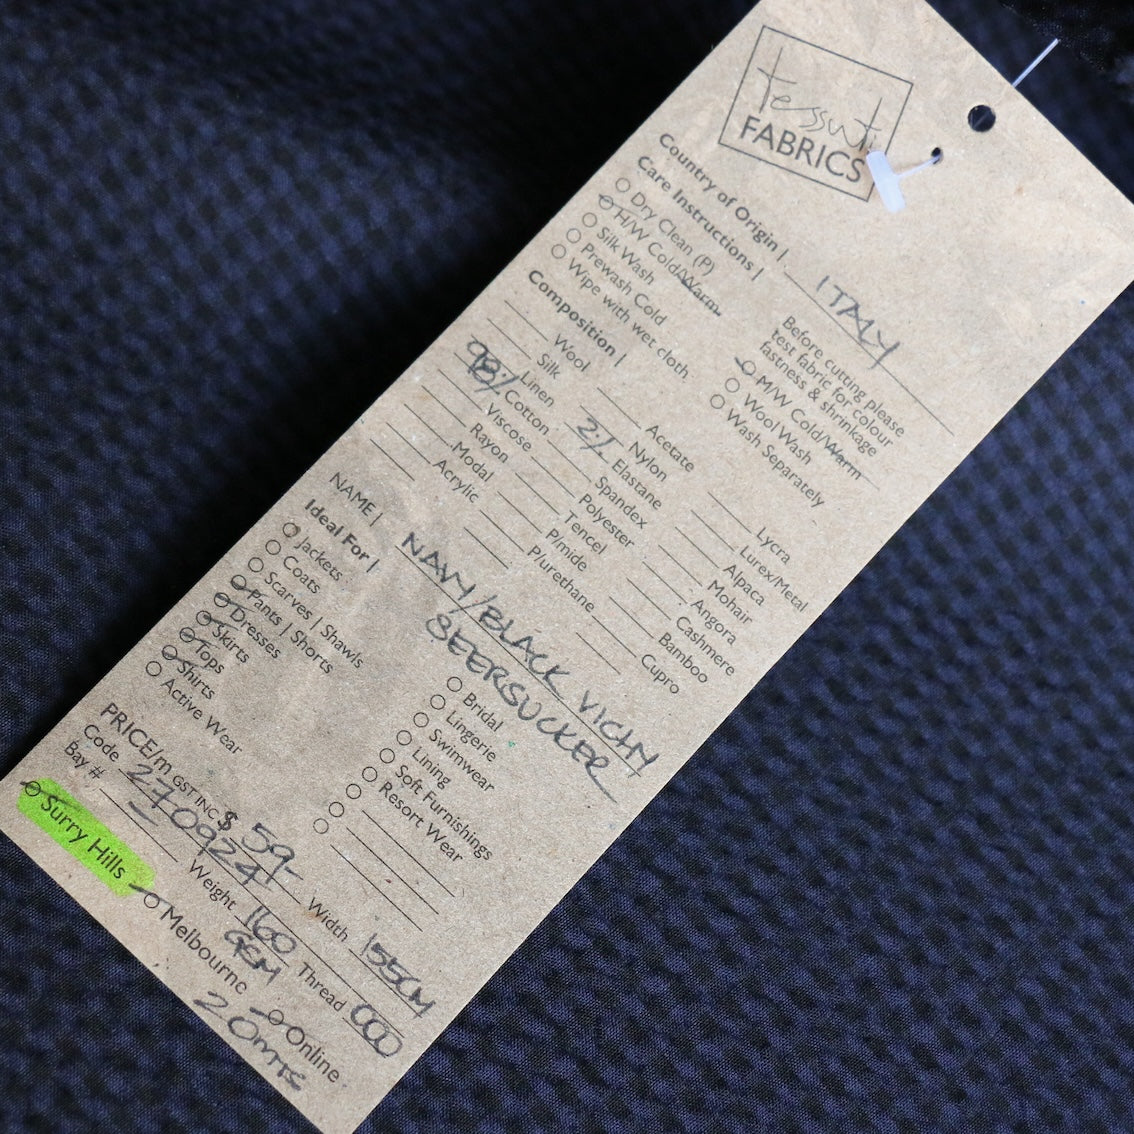 tessuti
FABRICS
Country of Origin | ITALY
Care Instructions |
Before cutting please
test fabric for colour
fastness & shrinkage
Dry Clean (P)
H/W Cold/Warm
Silk Wash
Prewash Cold
Wipe with wet cloth
M/W Cold/Warm
Wool Wash
Wash Separately
Composition |
Wool
Silk
Linen
98% Cotton
Viscose
Rayon
Modal
Acrylic
Acetate
Nylon
2% Elastane
Spandex
Polyester
Tencel
P/mide
P/urethane
Lycra
Lurex/Metal
Alpaca
Mohair
Angora
Cashmere
Bamboo
Cupro
NAME | NAVY/BLACK VICHY
SEERSUCKER
Ideal For |
Jackets
Coats
Scarves | Shawls
Pants | Shorts
Dresses
Skirts
Tops
Shirts
Active Wear
Bridal
Lingerie
Swimwear
Lining
Soft Furnishings
Resort Wear
PRICE/m GST INC $ 59-
Width 155CM
Code 270924
Weight 160
GSM
Thread 000
Bay #
Surry Hills
Melbourne
Online
20mts